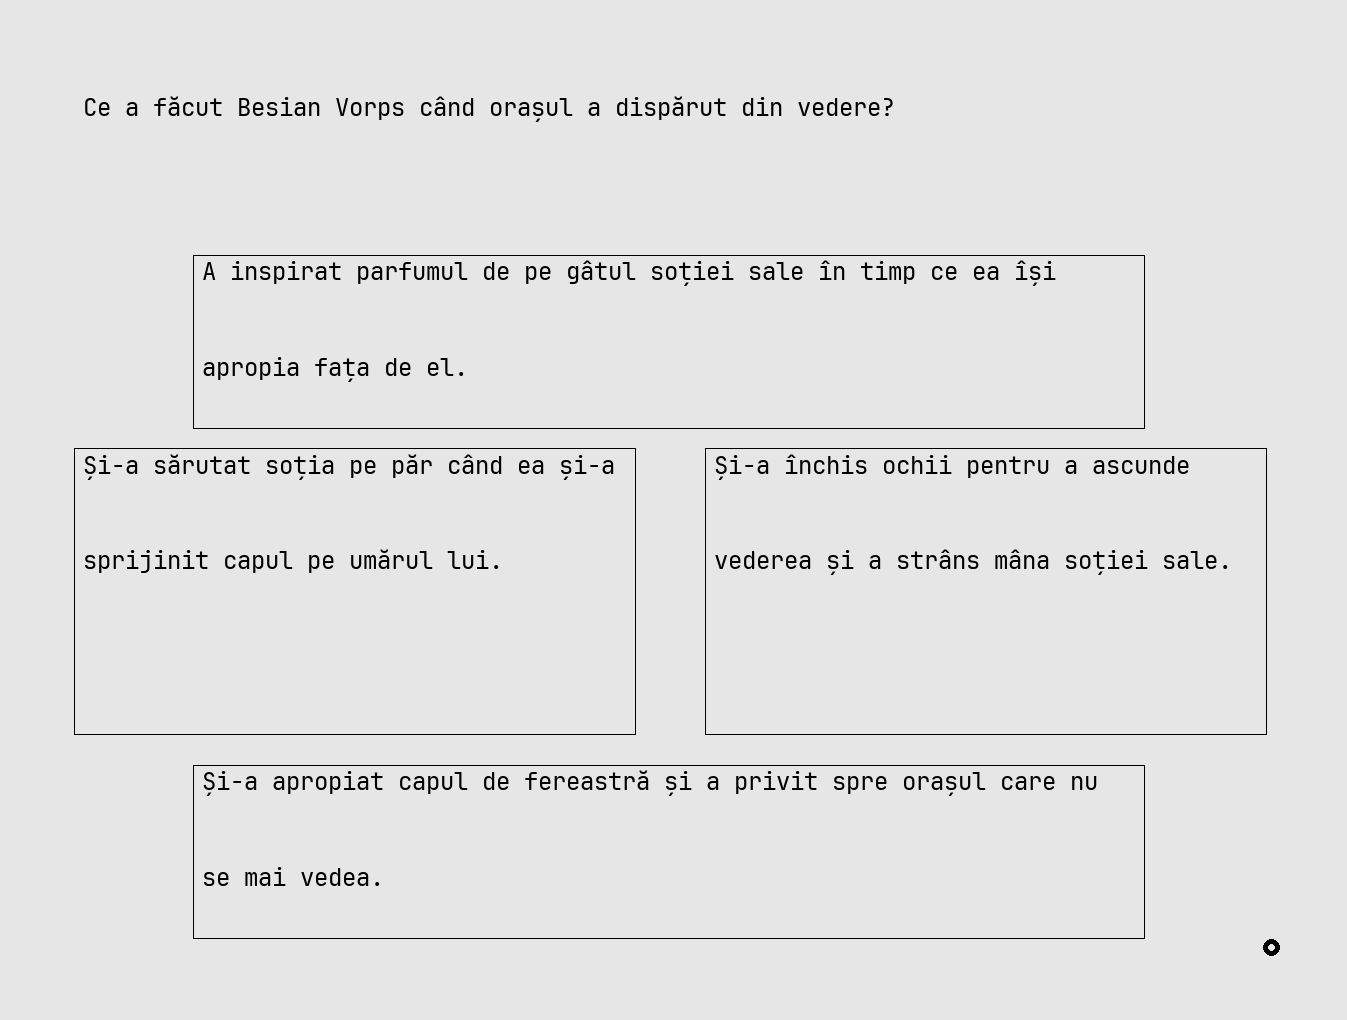 Ce a făcut Besian Vorps când orașul a dispărut din vedere?
A inspirat parfumul de pe gâtul soției sale în timp ce ea își
apropia fața de el.
Și-a sărutat soția pe păr când ea și-a
sprijinit capul pe umărul lui.
Și-a închis ochii pentru a ascunde
vederea și a strâns mâna soției sale.
Și-a apropiat capul de fereastră și a privit spre orașul care nu
se mai vedea.